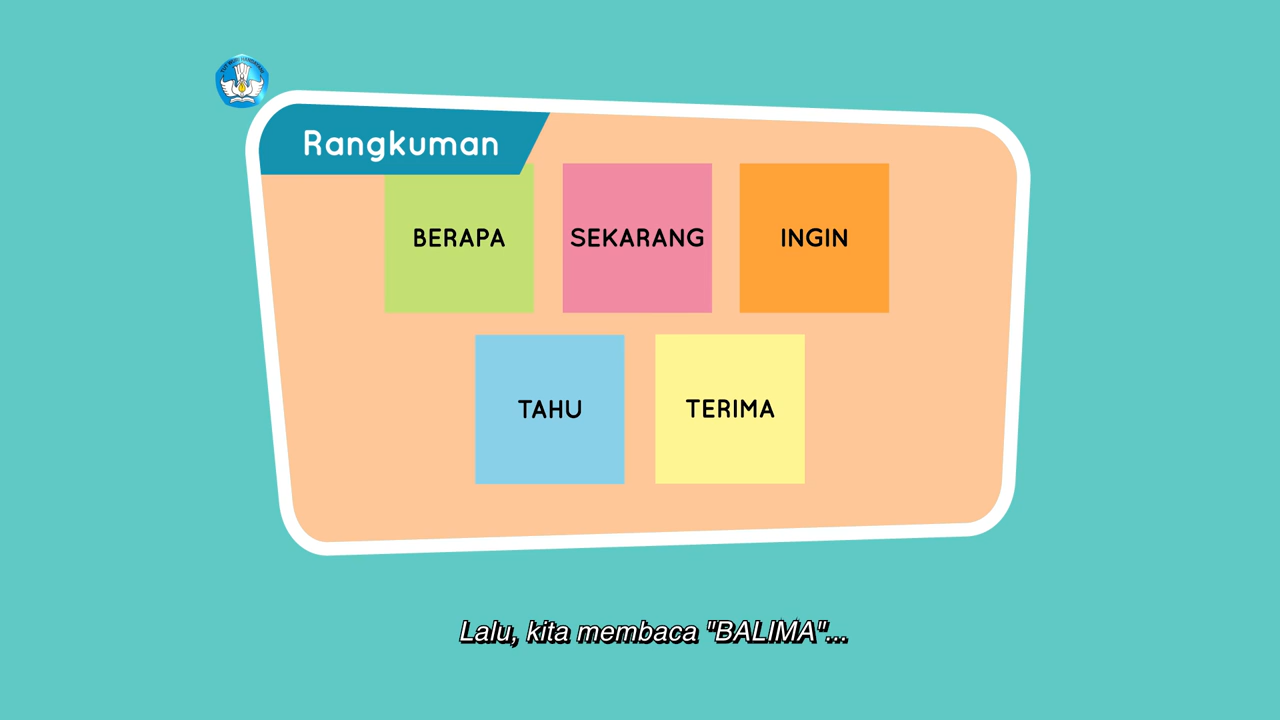 Rangkuman
BERAPA
SEKARANG
INGIN
TAHU
TERIMA
Lalu, kita membaca "BALIMA"...